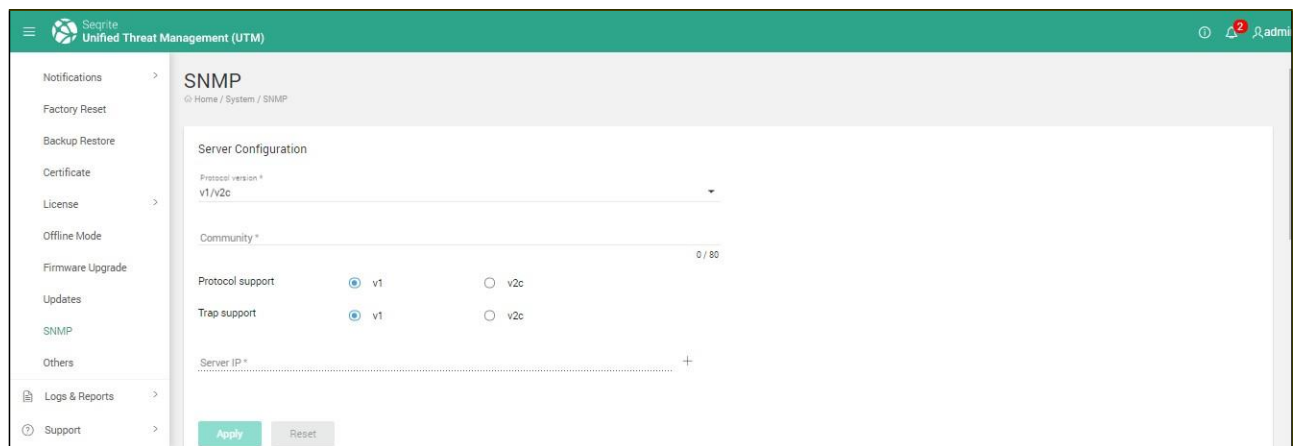 Seqrite
Unified Threat Management (UTM)
2
admi
Notifications
Factory Reset
Backup Restore
Certificate
License
Offline Mode
Firmware Upgrade
Updates
SNMP
Others
Logs & Reports
Support
SNMP
Home / System / SNMP
Server Configuration
Protocol version *
v1/v2c
Community *
0 / 80
Protocol support v1 v2c
Trap support v1 v2c
Server IP *
Apply Reset